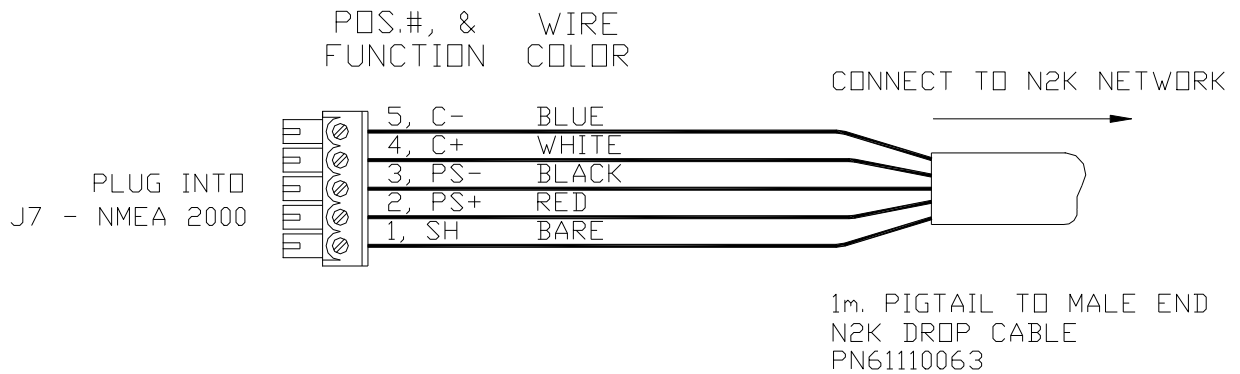 POS.#, & WIRE
FUNCTION COLOR
CONNECT TO N2K NETWORK
5, C- BLUE
4, C+ WHITE
3, PS- BLACK
2, PS+ RED
1, SH BARE
PLUG INTO
J7 - NMEA 2000
1m. PIGTAIL TO MALE END
N2K DROP CABLE
PN61110063